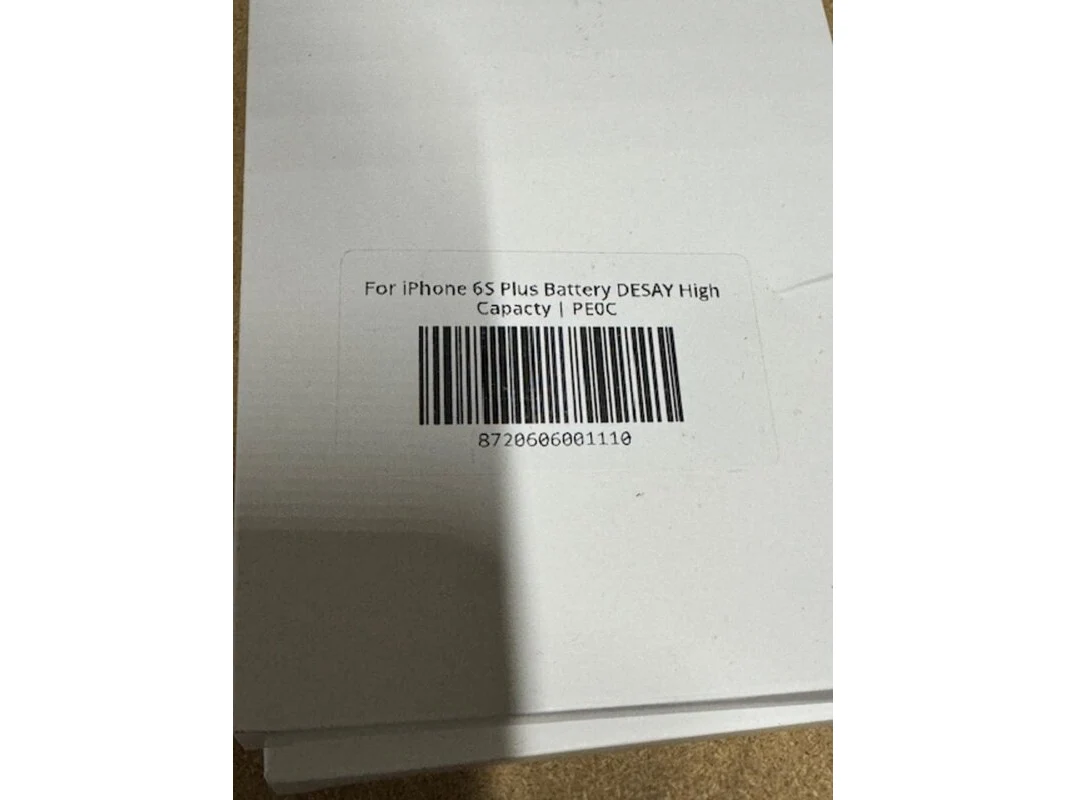 For iPhone 6S Plus Battery DESAY High
Capacty | PE0C
8720606001110